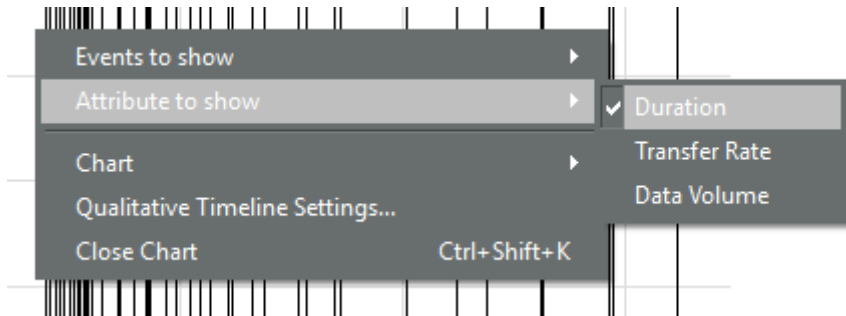 Events to show
Attribute to show
Duration
Transfer Rate
Data Volume
Chart
Qualitative Timeline Settings...
Close Chart Ctrl+Shift+K